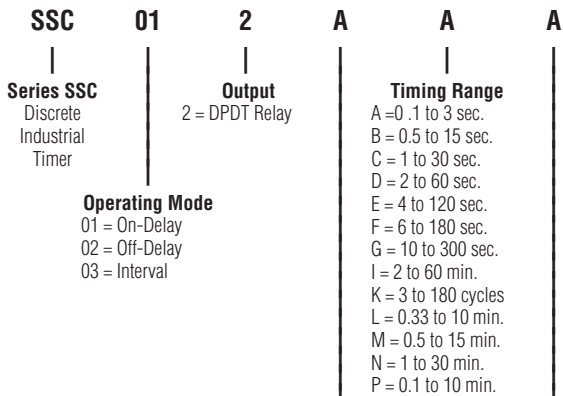 SSC 01 2 A A A
Series SSC
Discrete
Industrial
Timer
Operating Mode
01 = On-Delay
02 = Off-Delay
03 = Interval
Output
2 = DPDT Relay
Timing Range
A =0 .1 to 3 sec.
B = 0.5 to 15 sec.
C = 1 to 30 sec.
D = 2 to 60 sec.
E = 4 to 120 sec.
F = 6 to 180 sec.
G = 10 to 300 sec.
I = 2 to 60 min.
K = 3 to 180 cycles
L = 0.33 to 10 min.
M = 0.5 to 15 min.
N = 1 to 30 min.
P = 0.1 to 10 min.